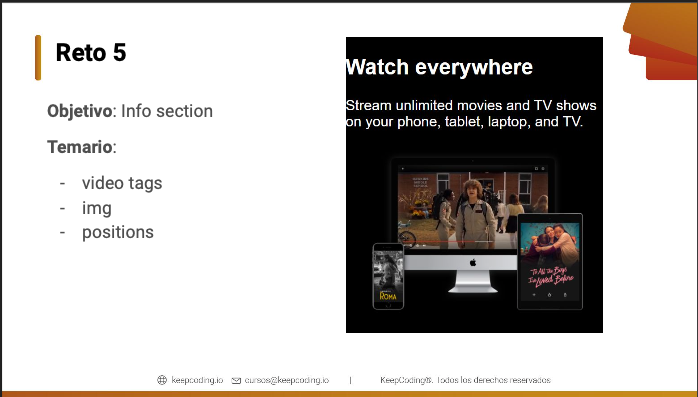 Reto 5
Objetivo: Info section
Temario:
- video tags
- img
- positions
Watch everywhere
Stream unlimited movies and TV shows
on your phone, tablet, laptop, and TV.
ROMA
To All The Boys
I've Loved Before
keepcoding.io cursos@keepcoding.io | KeepCoding®. Todos los derechos reservados